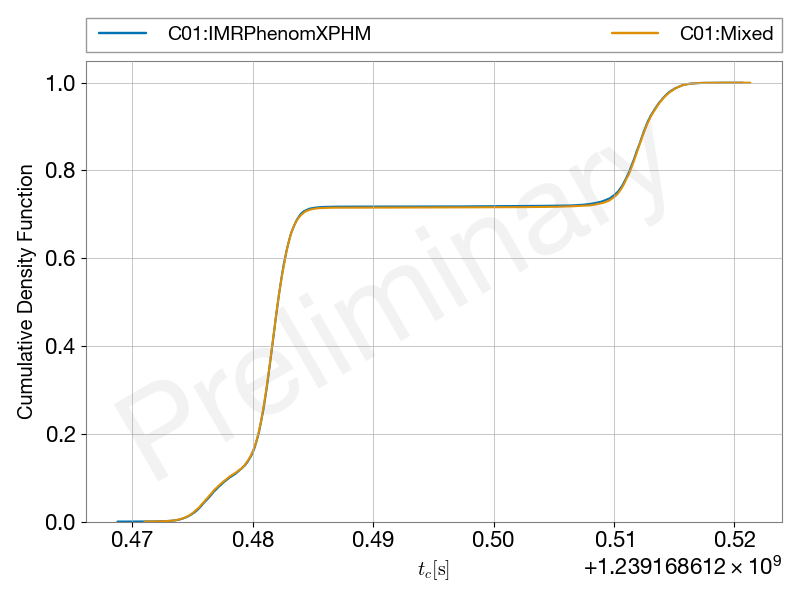 C01:IMRPhenomXPHM C01:Mixed
1.0
0.8
0.6
0.4
0.2
0.0
Cumulative Density Function
Preliminary
0.47 0.48 0.49 0.50 0.51 0.52
t_c[s]
+1.239168612 × 10^9